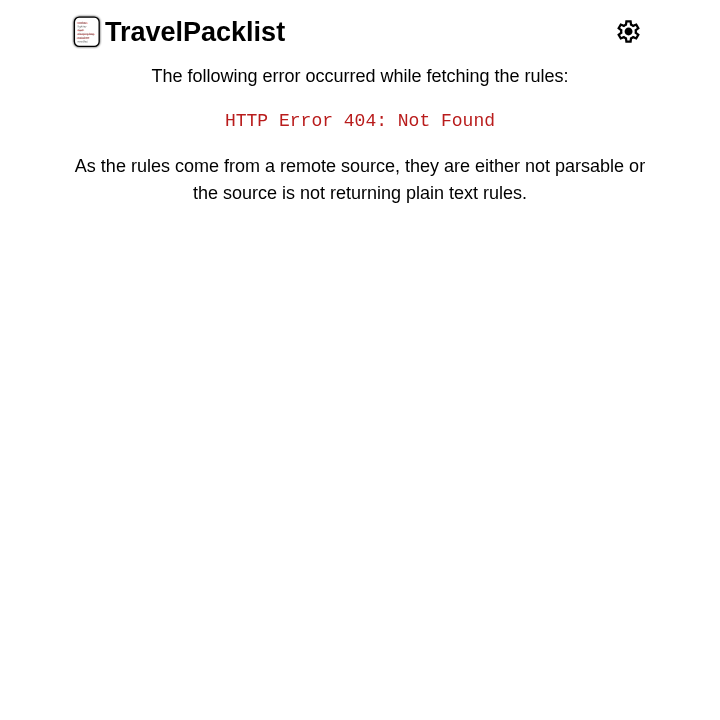 TravelPacklist
The following error occurred while fetching the rules:
HTTP Error 404: Not Found
As the rules come from a remote source, they are either not parsable or
the source is not returning plain text rules.